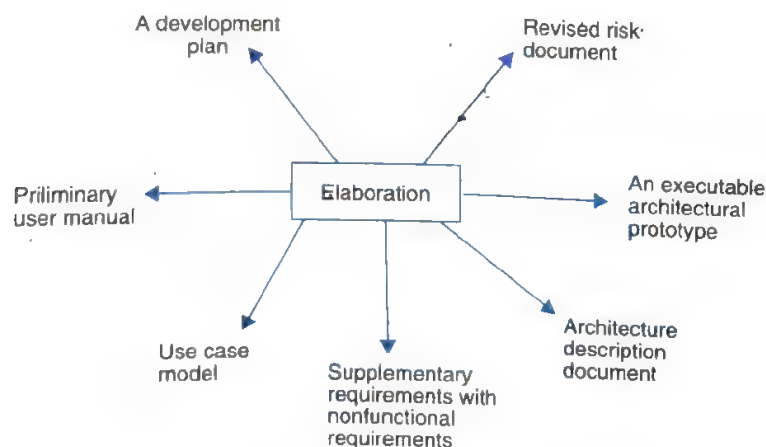 A development
plan
Revised risk
document
Priliminary
user manual
Elaboration
An executable
architectural
prototype
Use case
model
Supplementary
requirements with
nonfunctional
requirements
Architecture
description
document